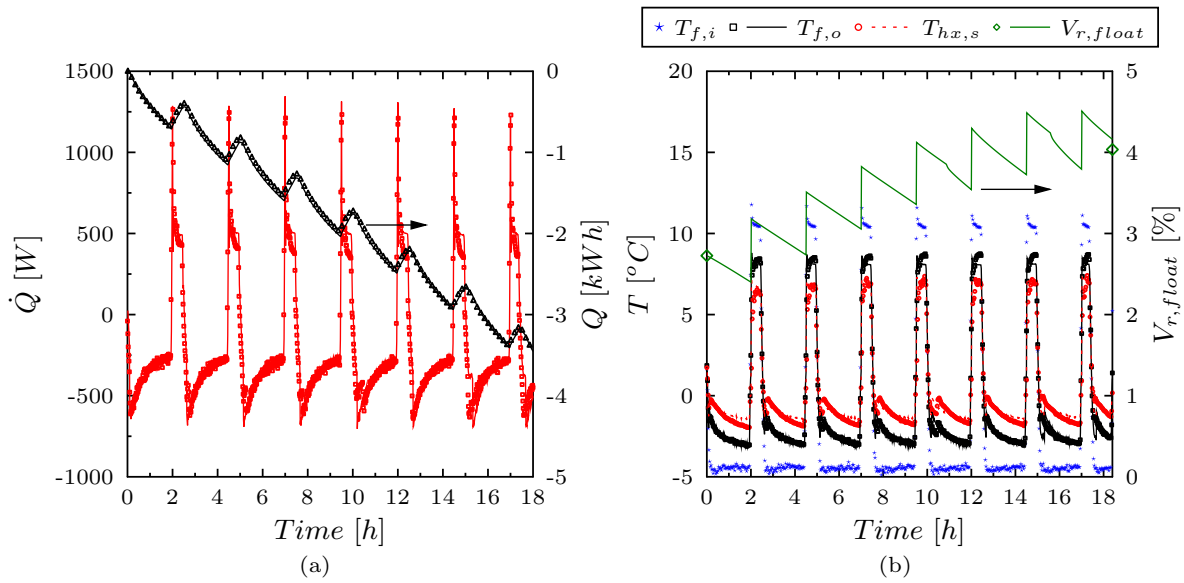 T_{f,i} T_{f,o} T_{hx,s} V_{r,float}
1500
1000
500
0
-500
-1000
Q̇ [W]
0
-1
-2
-3
-4
-5
Q [kWh]
0 2 4 6 8 10 12 14 16 18
Time [h]
(a)
20
15
10
5
0
-5
T [°C]
5
4
3
2
1
0
V_{r,float} [%]
0 2 4 6 8 10 12 14 16 18
Time [h]
(b)